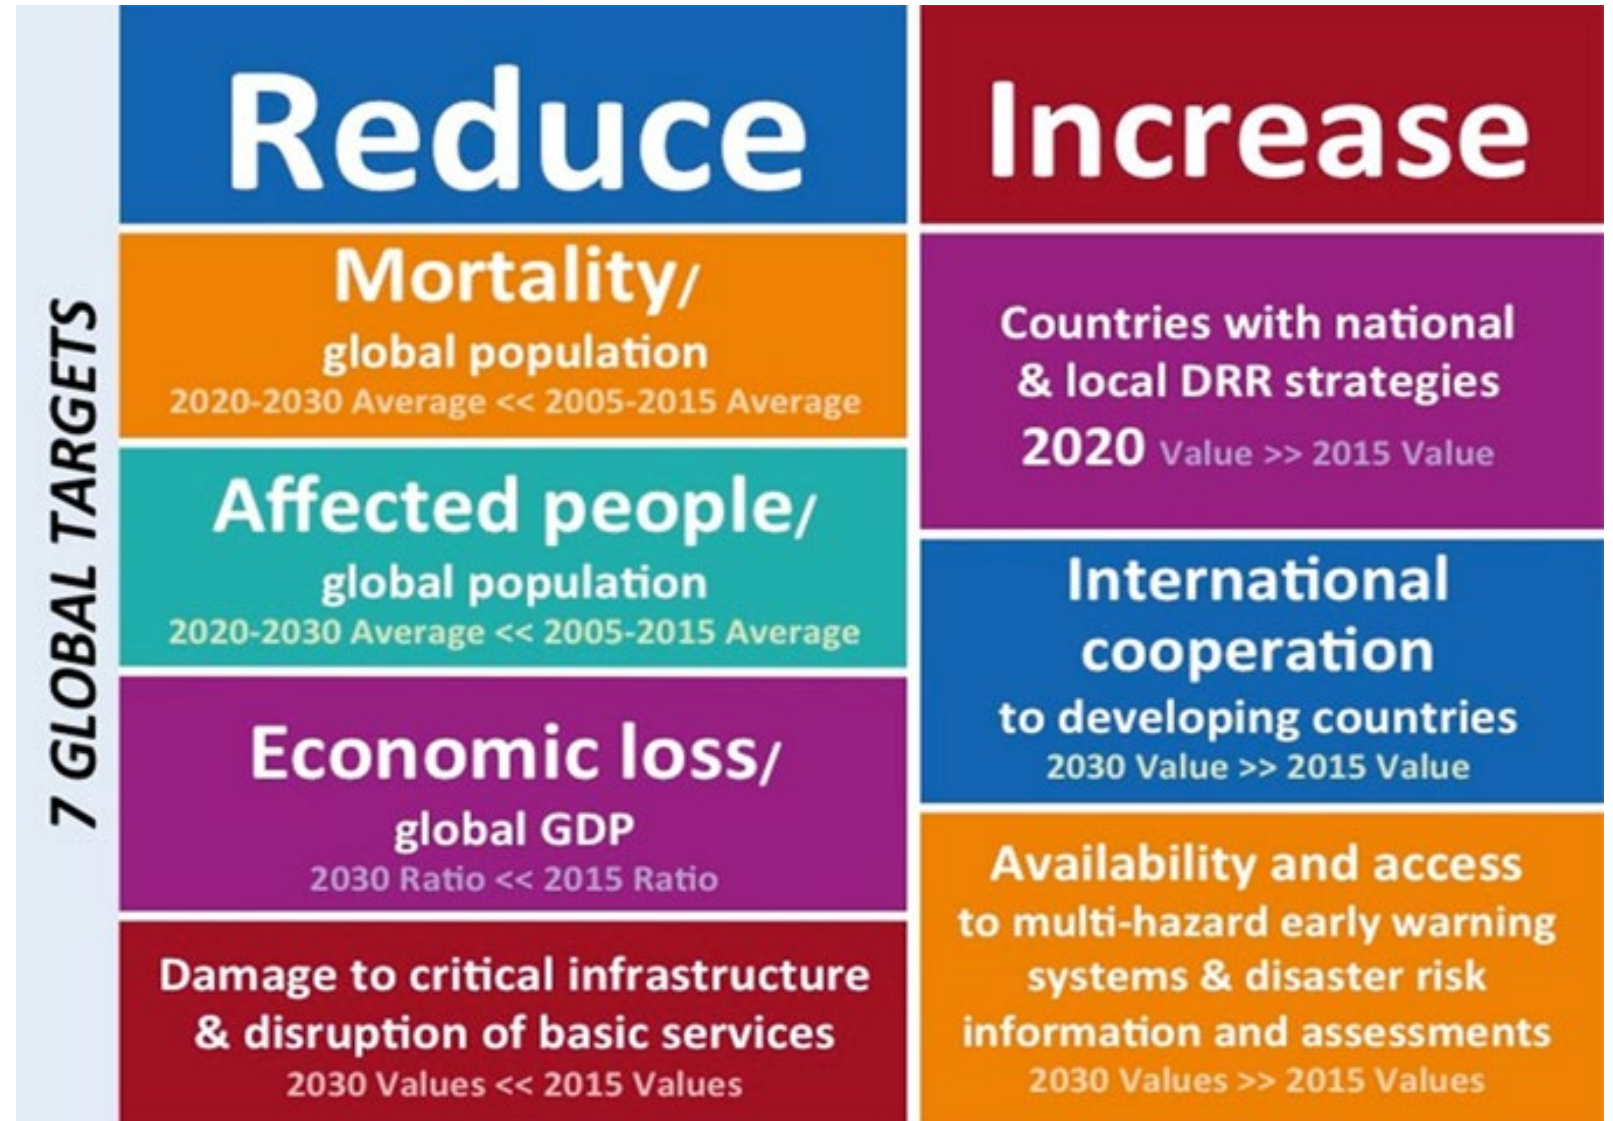 7 GLOBAL TARGETS
Reduce
Mortality/
global population
2020-2030 Average << 2005-2015 Average
Affected people/
global population
2020-2030 Average << 2005-2015 Average
Economic loss/
global GDP
2030 Ratio << 2015 Ratio
Damage to critical infrastructure
& disruption of basic services
2030 Values << 2015 Values
Increase
Countries with national
& local DRR strategies
2020 Value >> 2015 Value
International
cooperation
to developing countries
2030 Value >> 2015 Value
Availability and access
to multi-hazard early warning
systems & disaster risk
information and assessments
2030 Values >> 2015 Values